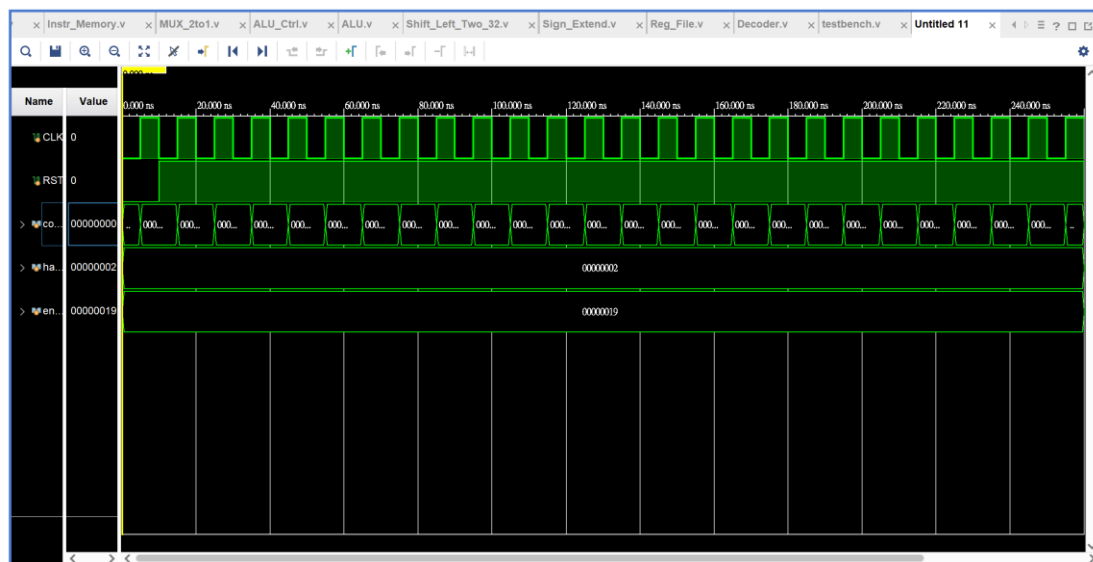 Instr_Memory.v MUX_2to1.v ALU_Ctrl.v ALU.v Shift_Left_Two_32.v Sign_Extend.v Reg_File.v Decoder.v testbench.v Untitled 11
0.000 ns
Name Value 0.000 ns 20.000 ns 40.000 ns 60.000 ns 80.000 ns 100.000 ns 120.000 ns 140.000 ns 160.000 ns 180.000 ns 200.000 ns 220.000 ns 240.000 ns
CLK 0
RST 0
co... 00000000 .. 000... 000... 000... 000... 000... 000... 000... 000... 000... 000... 000... 000... 000... 000... 000... 000... 000... 000... 000... 000... 000... 000... 000... 000... 000... ..
ha... 00000002 00000002
en... 00000019 00000019